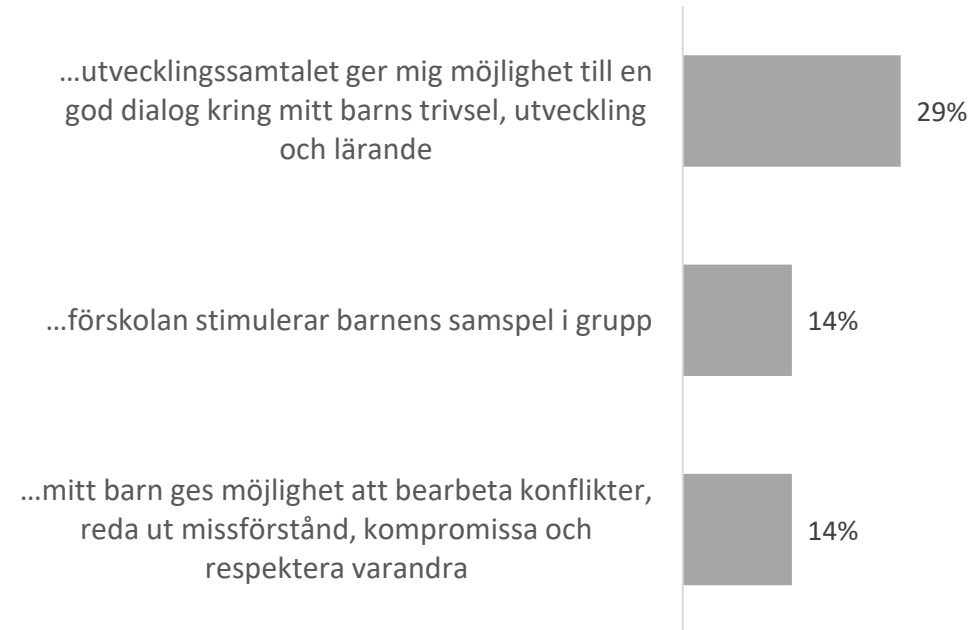 ...utvecklingssamtalet ger mig möjlighet till en
god dialog kring mitt barns trivsel, utveckling
och lärande
29%
...förskolan stimulerar barnens samspel i grupp
14%
...mitt barn ges möjlighet att bearbeta konflikter,
reda ut missförstånd, kompromissa och
respektera varandra
14%